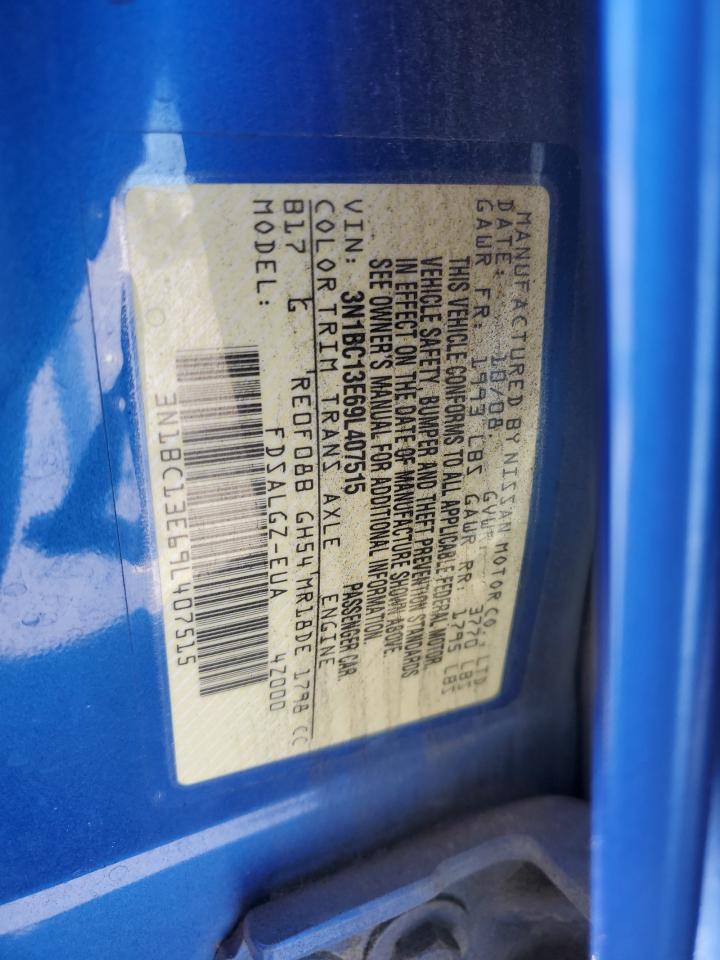 MANUFACTURED BY NISSAN MOTOR CO., LTD.
DATE: 10/08. GVWR 3770 LBS
GAWR FR: 1993 LBS GAWR RR: 1795 LBS
THIS VEHICLE CONFORMS TO ALL APPLICABLE FEDERAL MOTOR
VEHICLE SAFETY, BUMPER AND THEFT PREVENTION STANDARDS
IN EFFECT ON THE DATE OF MANUFACTURE SHOWN ABOVE.
SEE OWNER'S MANUAL FOR ADDITIONAL INFORMATION.
VIN: 3N1BC13E69L407515 PASSENGER CAR
COLOR TRIM TRANS AXLE ENGINE
B17 G RE0F08B GH54 MR18DE 1798 CC
MODEL: FDSALGZ-EUA 4Z000
3N1BC13E69L407515